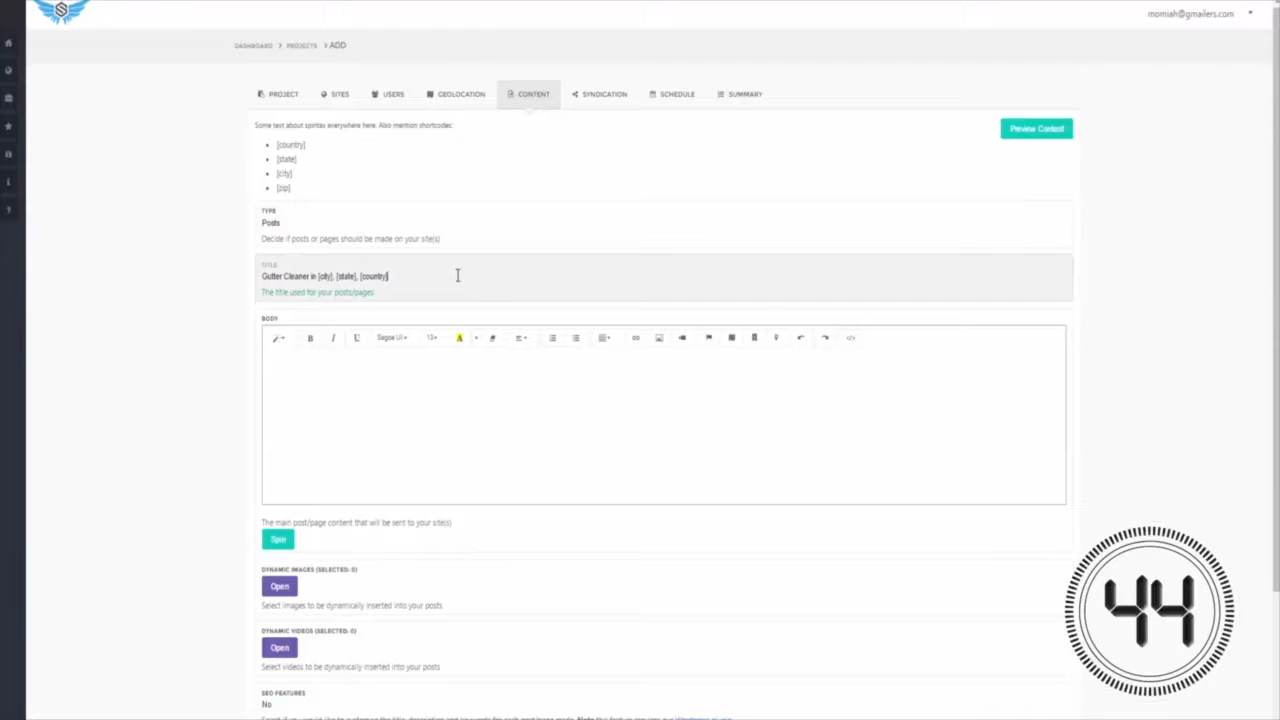 momiah@gmailers.com
DASHBOARD > PROJECTS > ADD
PROJECT SITES USERS GEOLOCATION CONTENT SYNDICATION SCHEDULE SUMMARY
Some text about spintax everywhere here. Also mention shortcodes:
Preview Content
[country]
[state]
[city]
[zip]
TYPE
Posts
Decide if posts or pages should be made on your site(s)
TITLE
Gutter Cleaner in [city], [state], [country]
The title used for your posts/pages
BODY
B I U Segoe UI 13 A </>
The main post/page content that will be sent to your site(s)
Spin
DYNAMIC IMAGES (SELECTED: 0)
Open
Select images to be dynamically inserted into your posts
DYNAMIC VIDEOS (SELECTED: 0)
Open
Select videos to be dynamically inserted into your posts
44
SEO FEATURES
No